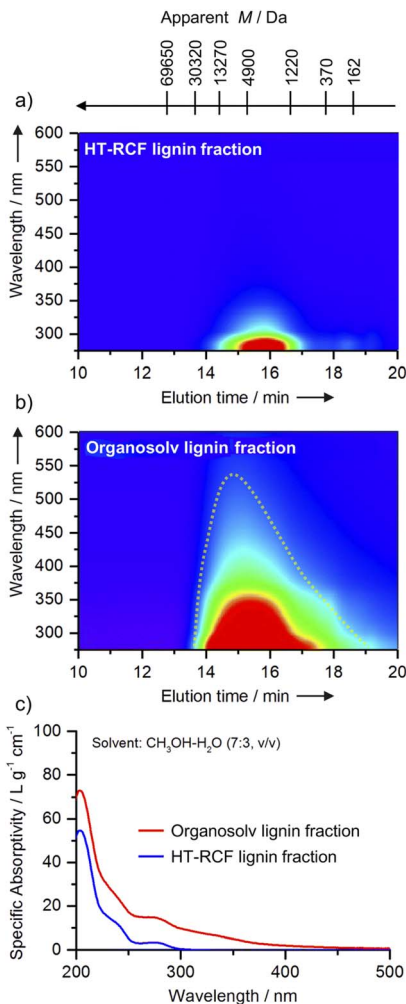 Apparent M / Da
69650 30320 13270 4900 1220 370 162
a)
600
HT-RCF lignin fraction
550
500
450
400
350
300
Wavelength / nm
10 12 14 16 18 20
Elution time / min
b)
600
Organosolv lignin fraction
550
500
450
400
350
300
Wavelength / nm
10 12 14 16 18 20
Elution time / min
c)
100
Solvent: CH₃OH-H₂O (7:3, v/v)
80
60
Organosolv lignin fraction
HT-RCF lignin fraction
40
20
0
Specific Absorptivity / L g⁻¹ cm⁻¹
200 300 400 500
Wavelength / nm